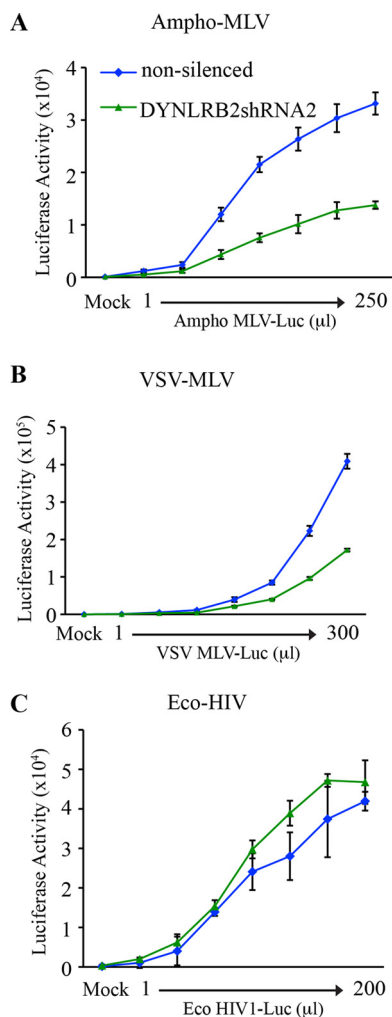 A
Ampho-MLV
non-silenced
DYNLRB2shRNA2
Luciferase Activity (x10⁴)
4
3
2
1
0
Mock 1 250
Ampho MLV-Luc (μl)
B
VSV-MLV
Luciferase Activity (x10⁵)
5
4
3
2
1
0
Mock 1 300
VSV MLV-Luc (μl)
C
Eco-HIV
Luciferase Activity (x10⁴)
6
5
4
3
2
1
0
Mock 1 200
Eco HIV1-Luc (μl)